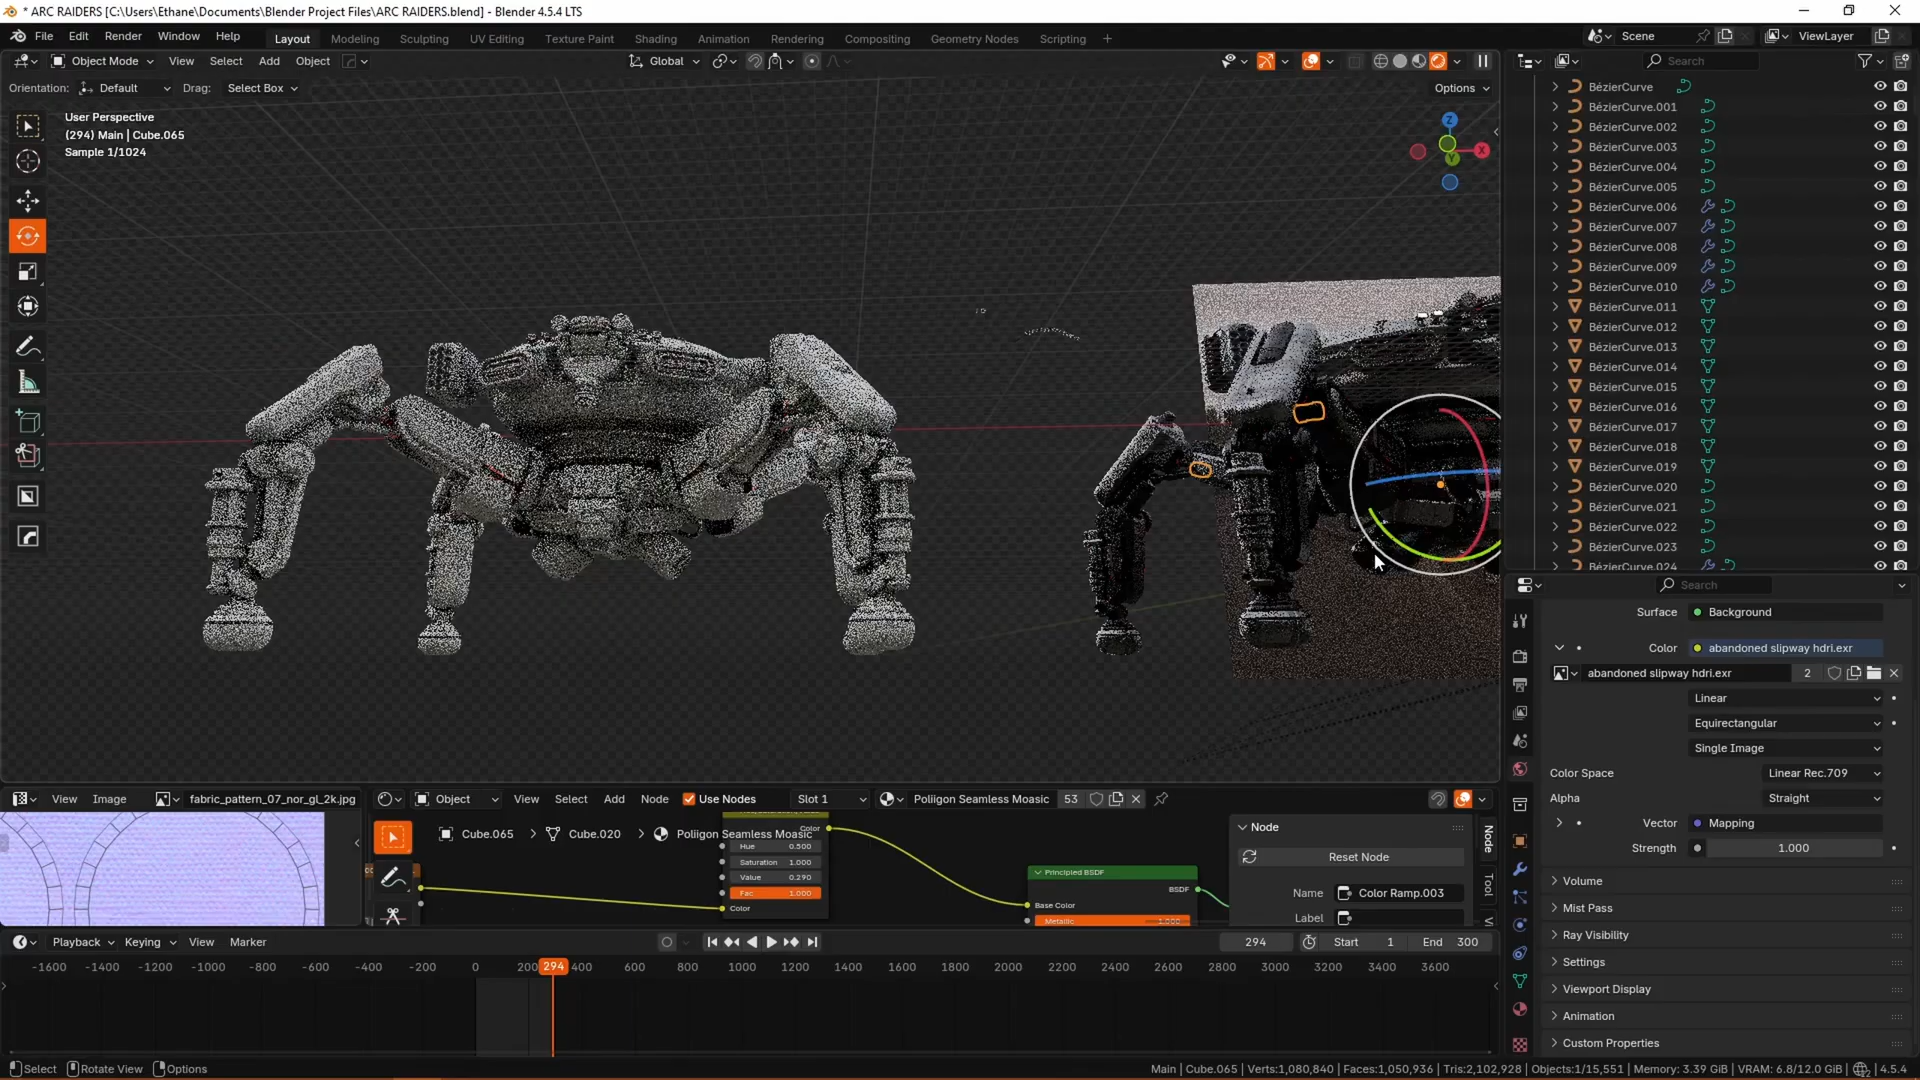 * ARC RAIDERS [C:\Users\Ethane\Documents\Blender Project Files\ARC RAIDERS.blend] - Blender 4.5.4 LTS
File Edit Render Window Help Layout Modeling Sculpting UV Editing Texture Paint Shading Animation Rendering Compositing Geometry Nodes Scripting + Scene ViewLayer
Object Mode View Select Add Object Global Search
Orientation: Default Drag: Select Box Options
User Perspective
(294) Main | Cube.065
Sample 1/1024
Z
X
Y
BézierCurve
BézierCurve.001
BézierCurve.002
BézierCurve.003
BézierCurve.004
BézierCurve.005
BézierCurve.006
BézierCurve.007
BézierCurve.008
BézierCurve.009
BézierCurve.010
BézierCurve.011
BézierCurve.012
BézierCurve.013
BézierCurve.014
BézierCurve.015
BézierCurve.016
BézierCurve.017
BézierCurve.018
BézierCurve.019
BézierCurve.020
BézierCurve.021
BézierCurve.022
BézierCurve.023
BézierCurve.024
Search
Surface Background
Color abandoned slipway hdri.exr
abandoned slipway hdri.exr 2
Linear
Equirectangular
Single Image
Color Space Linear Rec.709
Alpha Straight
Vector Mapping
Strength 1.000
Volume
Mist Pass
Ray Visibility
Settings
Viewport Display
Animation
Custom Properties
View Image fabric_pattern_07_nor_gl_2k.jpg Object View Select Add Node Use Nodes Slot 1 Poliigon Seamless Moasic 53
Cube.065 Cube.020 Poliigon Seamless Moasic
Color
Hue 0.500
Saturation 1.000
Value 0.290
Fac 1.000
Color
Principled BSDF
BSDF
Base Color
Metallic 1.000
Node
Reset Node
Name Color Ramp.003
Label
Node
Tool
Playback Keying View Marker 294 Start 1 End 300
-1600 -1400 -1200 -1000 -800 -600 -400 -200 0 200 294 400 600 800 1000 1200 1400 1600 1800 2000 2200 2400 2600 2800 3000 3200 3400 3600
Select Rotate View Options Main | Cube.065 | Verts:1,080,840 | Faces:1,050,936 | Tris:2,102,928 | Objects:1/15,551 | Memory: 3.39 GiB | VRAM: 6.8/12.0 GiB | 4.5.4